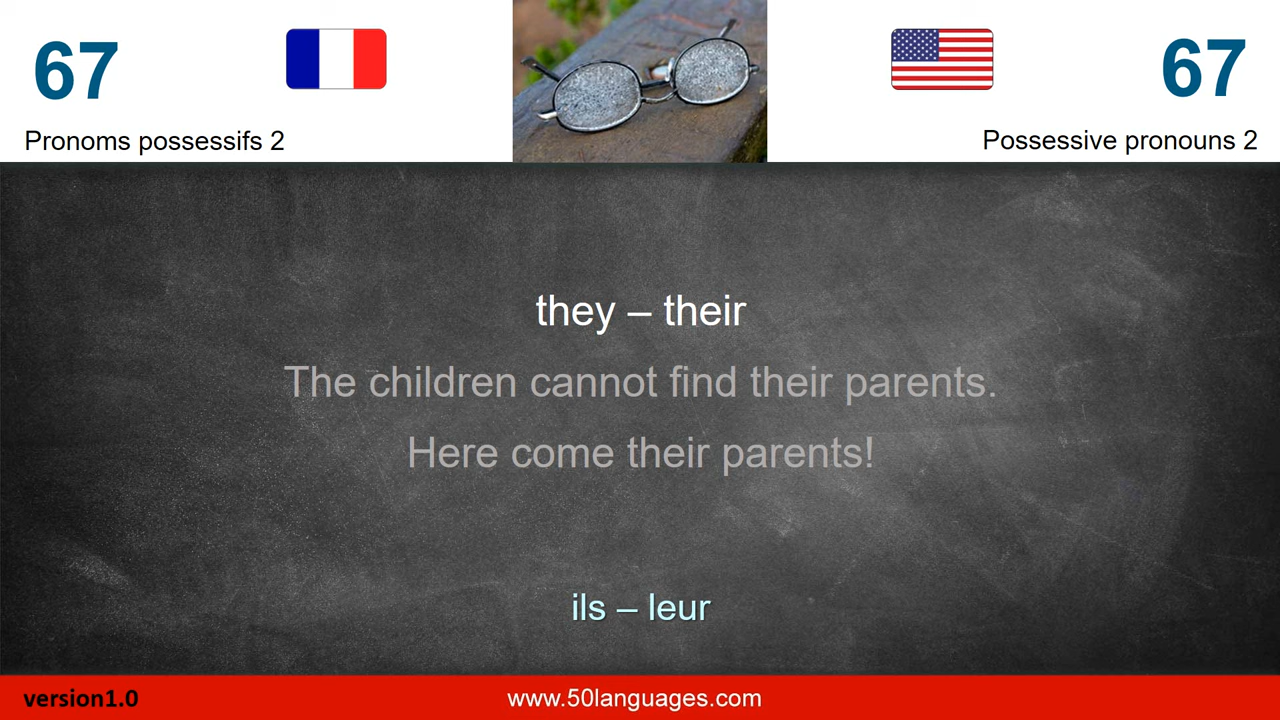 67
67
Pronoms possessifs 2
Possessive pronouns 2
they – their
The children cannot find their parents.
Here come their parents!
ils – leur
version1.0
www.50languages.com